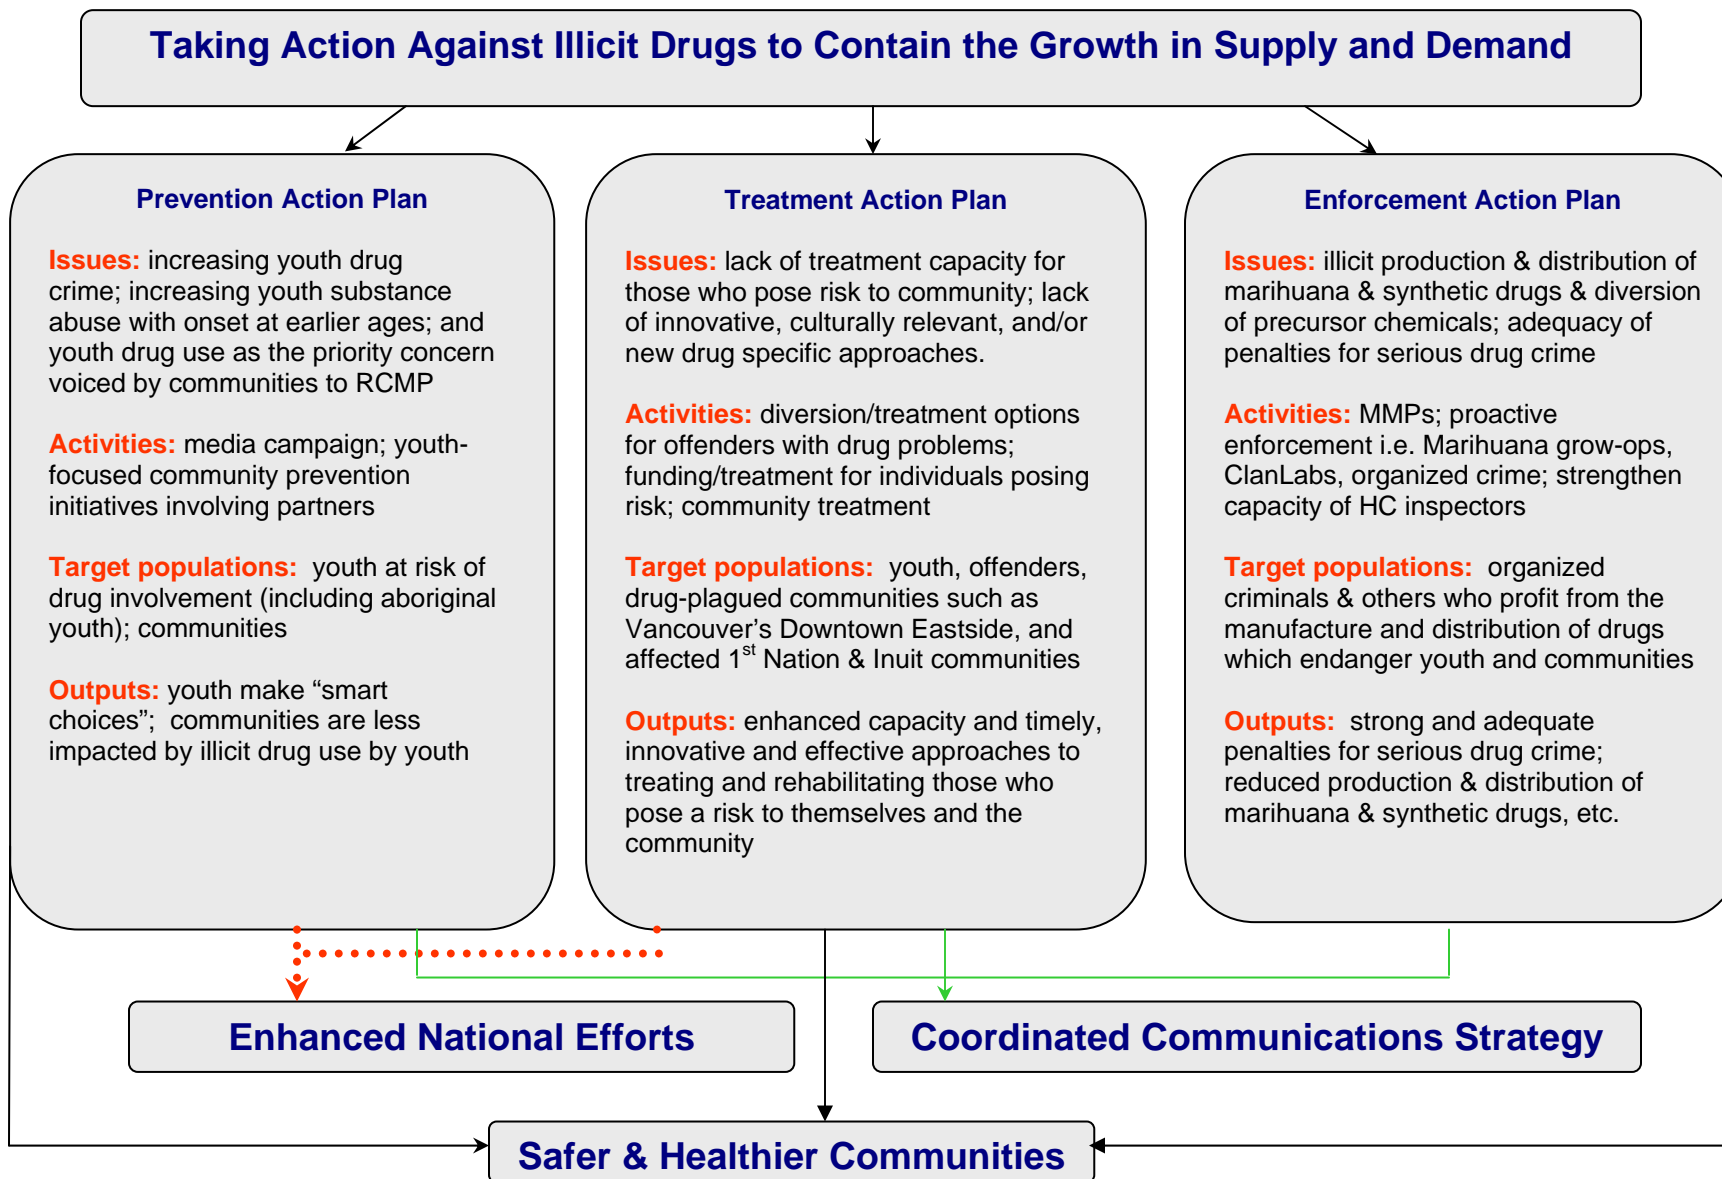 Taking Action Against Illicit Drugs to Contain the Growth in Supply and Demand
Prevention Action Plan
Issues: increasing youth drug
crime; increasing youth substance
abuse with onset at earlier ages; and
youth drug use as the priority concern
voiced by communities to RCMP
Activities: media campaign; youth-
focused community prevention
initiatives involving partners
Target populations:  youth at risk of
drug involvement (including aboriginal
youth); communities
Outputs: youth make “smart
choices”;  communities are less
impacted by illicit drug use by youth
Treatment Action Plan
Issues: lack of treatment capacity for
those who pose risk to community; lack
of innovative, culturally relevant, and/or
new drug specific approaches.
Activities: diversion/treatment options
for offenders with drug problems;
funding/treatment for individuals posing
risk; community treatment
Target populations:  youth, offenders,
drug-plagued communities such as
Vancouver’s Downtown Eastside, and
affected 1st Nation & Inuit communities
Outputs: enhanced capacity and timely,
innovative and effective approaches to
treating and rehabilitating those who
pose a risk to themselves and the
community
Enforcement Action Plan
Issues: illicit production & distribution of
marihuana & synthetic drugs & diversion
of precursor chemicals; adequacy of
penalties for serious drug crime
Activities: MMPs; proactive
enforcement i.e. Marihuana grow-ops,
ClanLabs, organized crime; strengthen
capacity of HC inspectors
Target populations:  organized
criminals & others who profit from the
manufacture and distribution of drugs
which endanger youth and communities
Outputs:  strong and adequate
penalties for serious drug crime;
reduced production & distribution of
marihuana & synthetic drugs, etc.
Enhanced National Efforts
Coordinated Communications Strategy
Safer & Healthier Communities